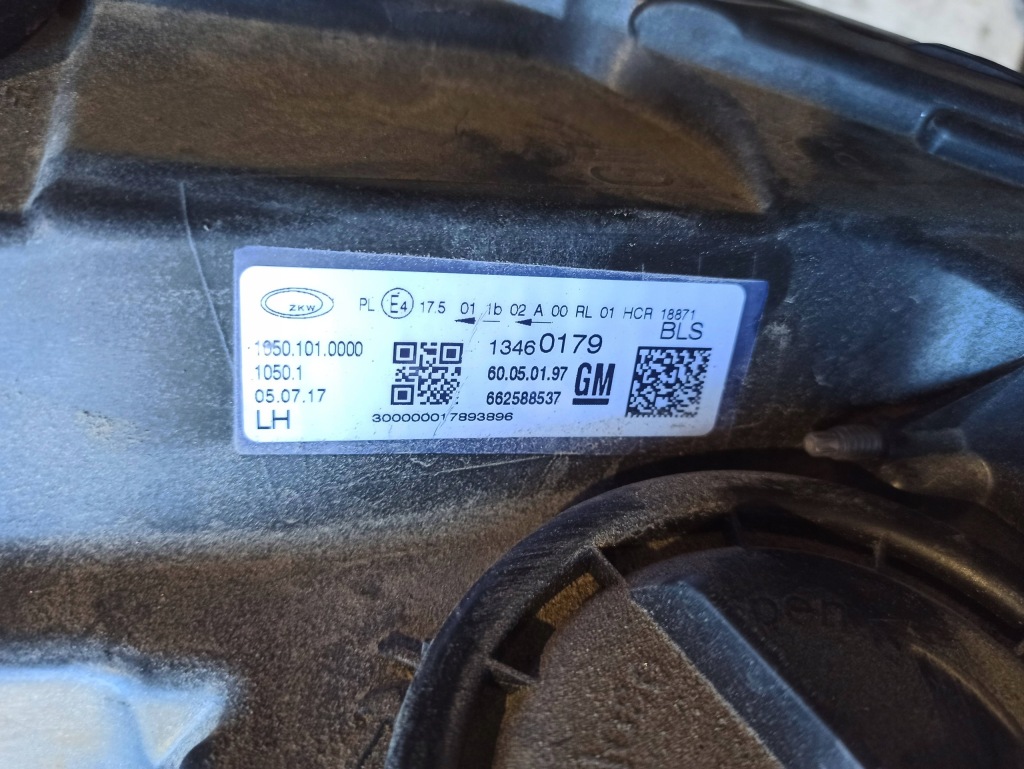 ZKW
PL E4 17.5 01 1b 02 A 00 RL 01 HCR 18871
BLS
1050.101.0000
1050.1
05.07.17
LH
13460179
60.05.01.97
662588537
GM
300000017893896
open